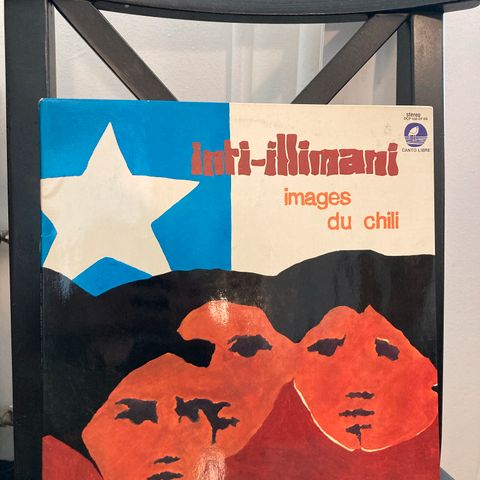 stereo
CANTO LIBRE
inti-illimani
images
du chili